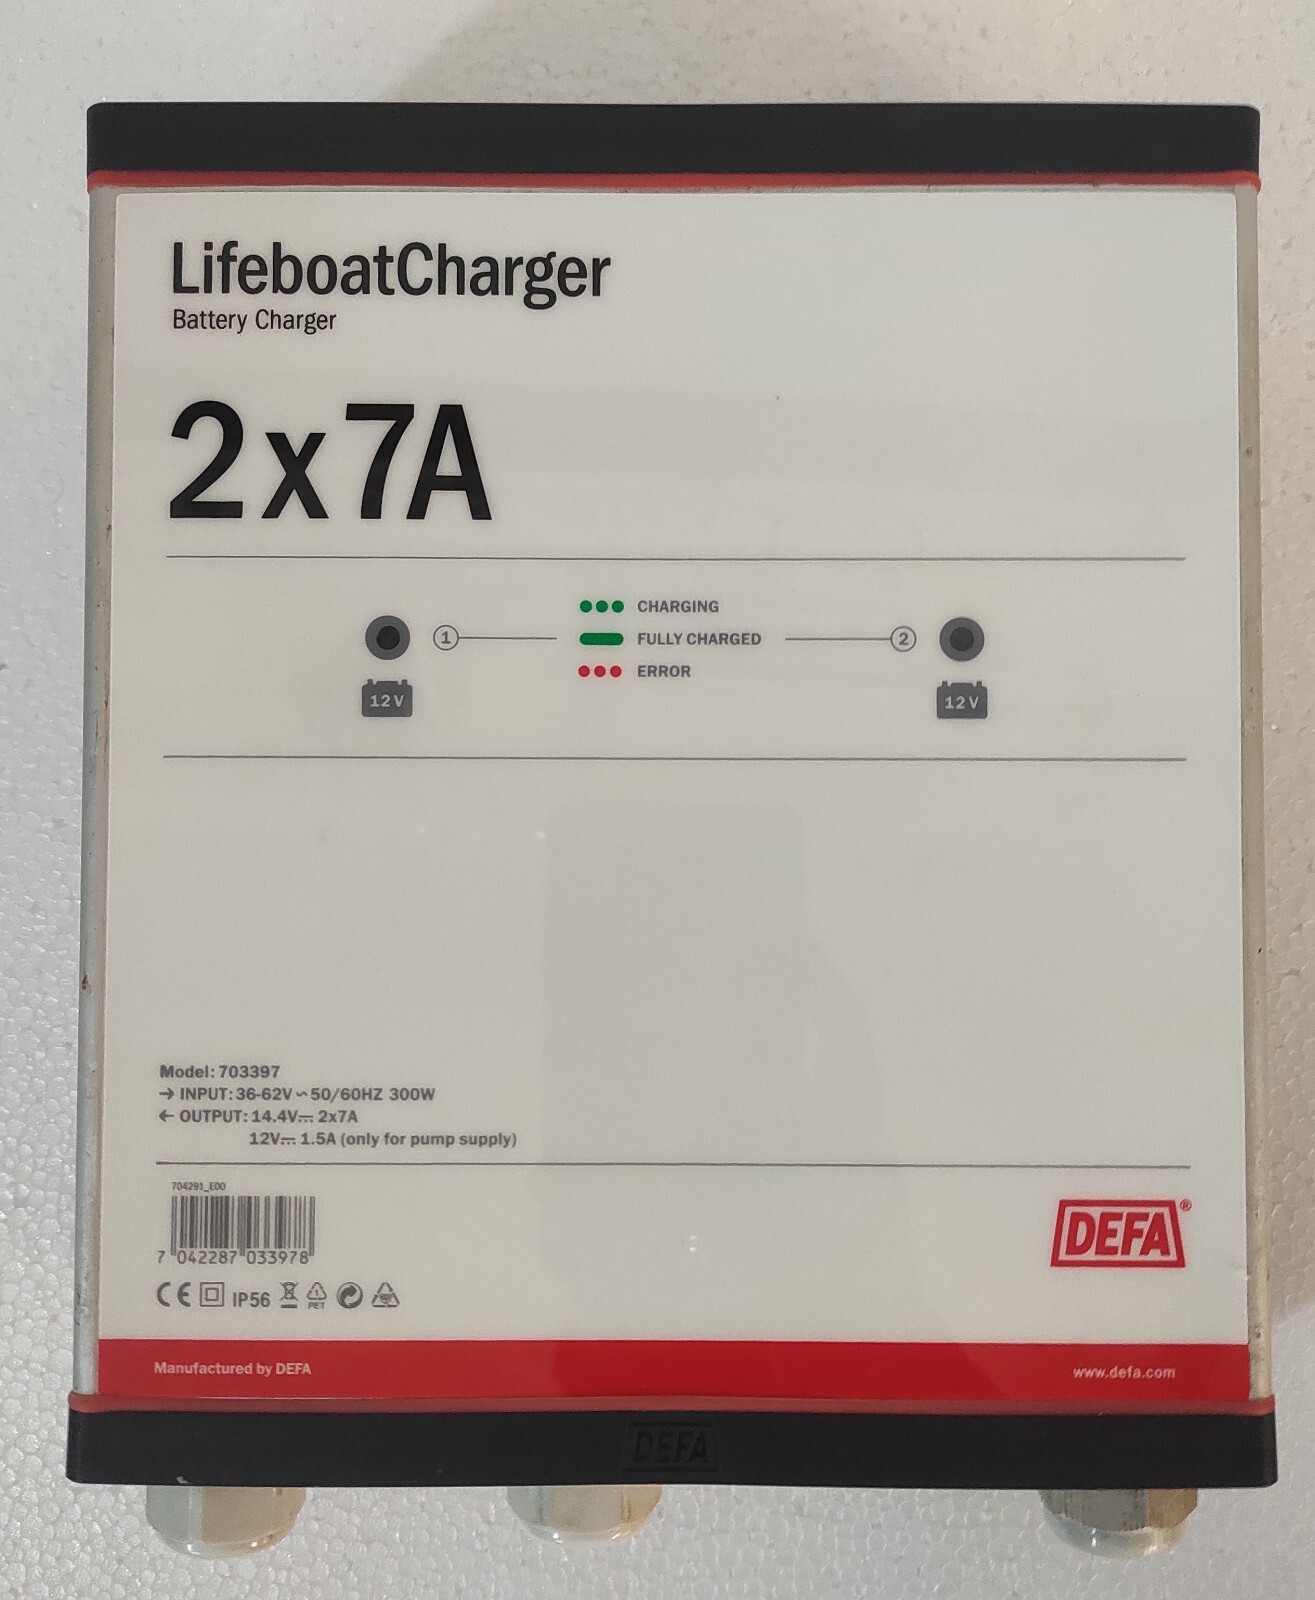 LifeboatCharger
Battery Charger
2x7A
CHARGING
1 FULLY CHARGED 2
ERROR
12V 12V
Model: 703397
→ INPUT: 36-62V ~ 50/60HZ 300W
← OUTPUT: 14.4V⎓ 2x7A
12V⎓ 1.5A (only for pump supply)
704291_E00
7 042287 033978
DEFA®
CE IP56 PET
Manufactured by DEFA www.defa.com
DEFA